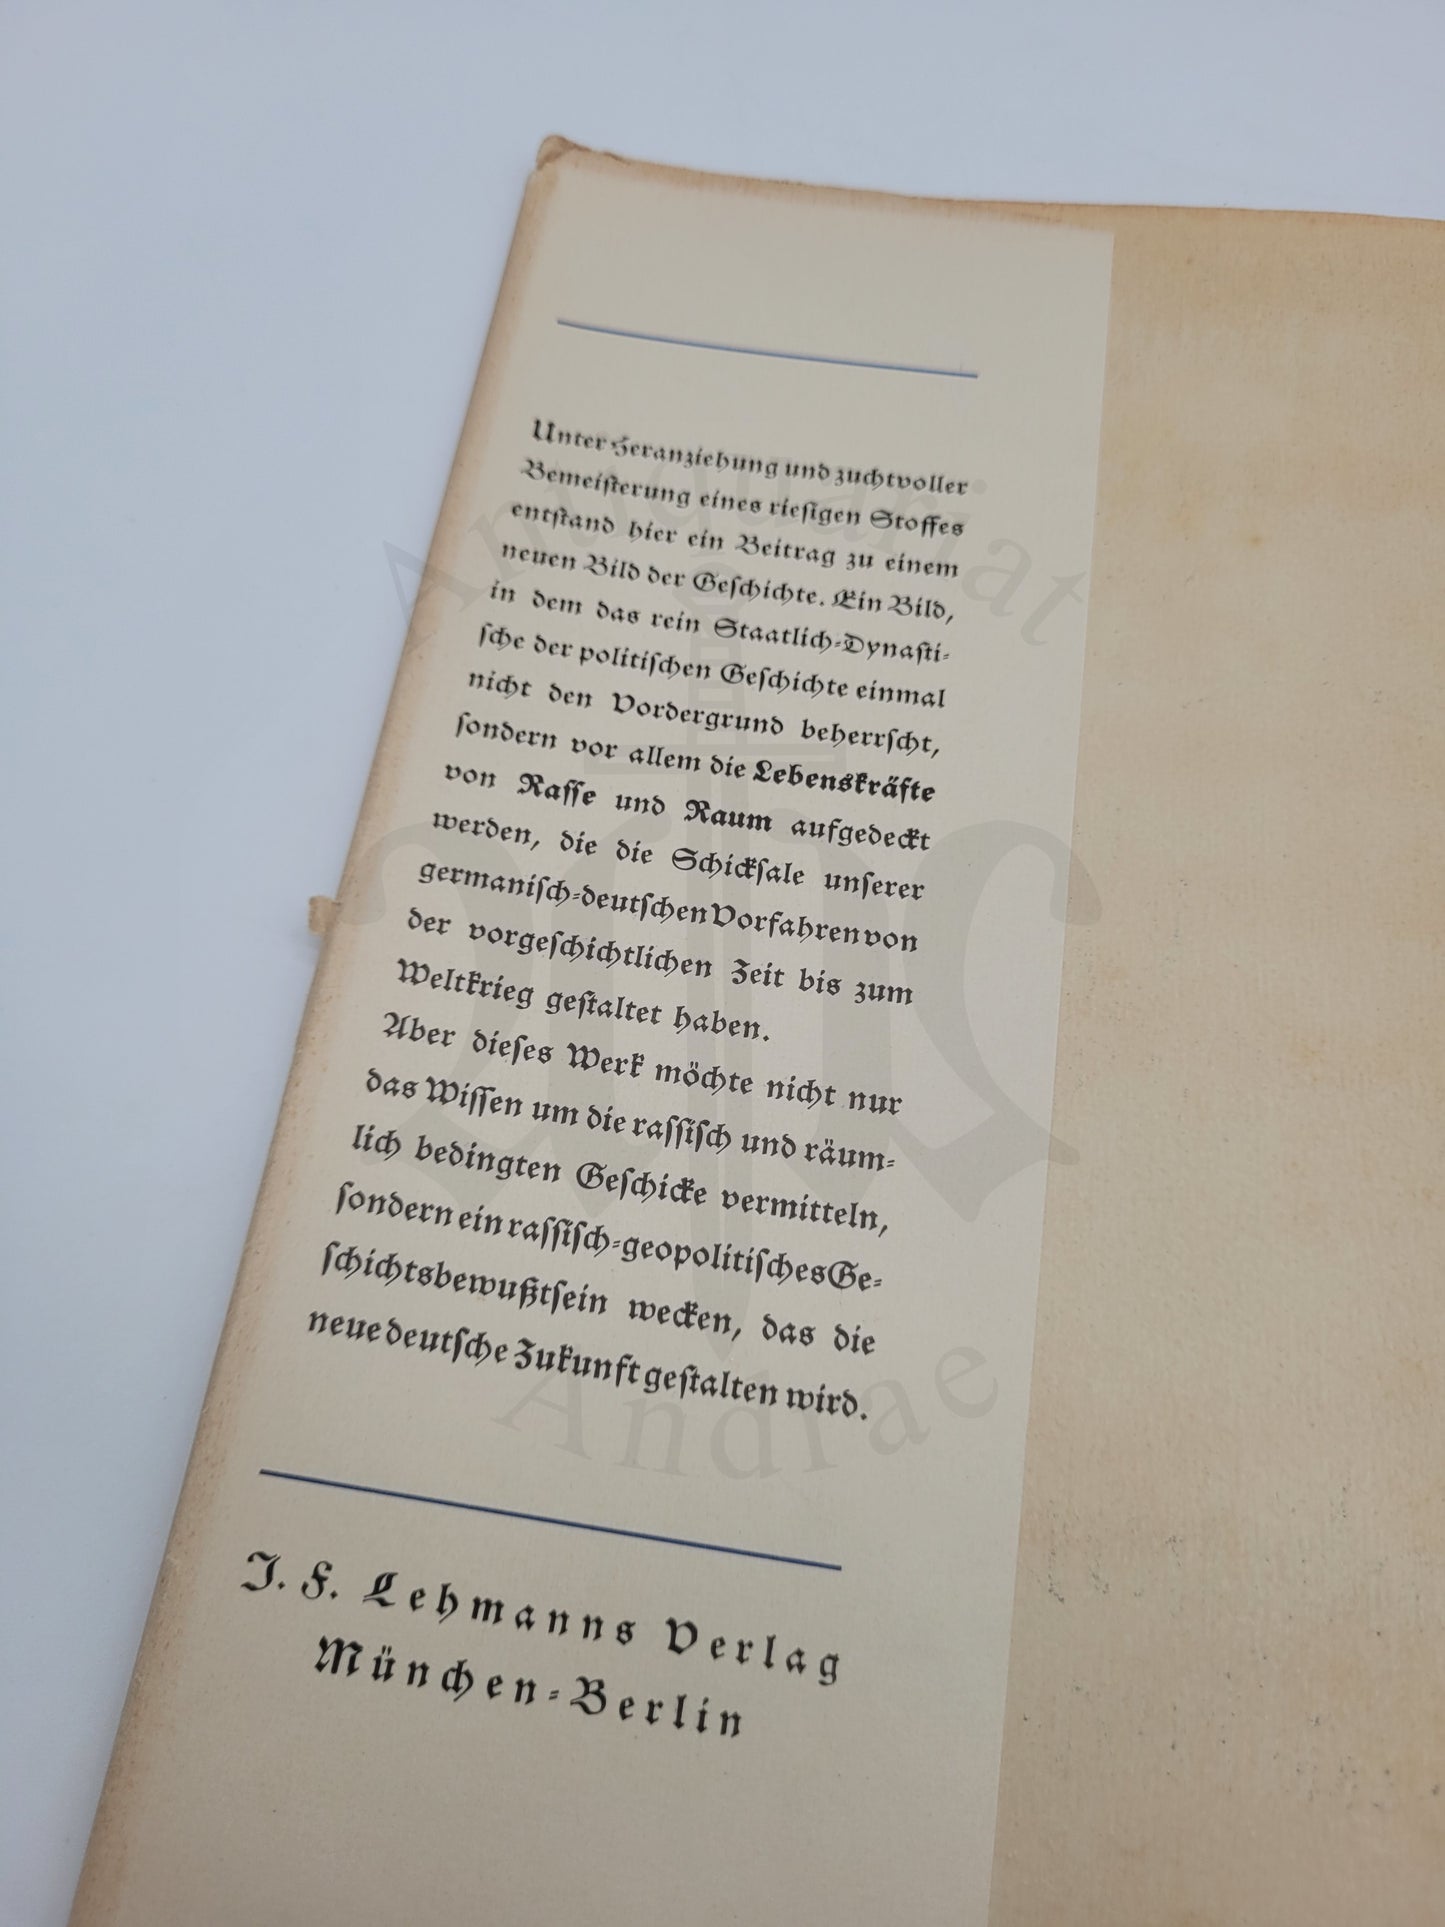 Unter Heranziehung und zuchtvoller
Bemeisterung eines riesigen Stoffes
entstand hier ein Beitrag zu einem
neuen Bild der Geschichte. Ein Bild,
in dem das rein Staatlich-Dynasti-
sche der politischen Geschichte einmal
nicht den Vordergrund beherrscht,
sondern vor allem die Lebenskräfte
von Rasse und Raum aufgedeckt
werden, die die Schicksale unserer
germanisch-deutschen Vorfahren von
der vorgeschichtlichen Zeit bis zum
Weltkrieg gestaltet haben.
Aber dieses Werk möchte nicht nur
das Wissen um die rassisch und räum-
lich bedingten Geschicke vermitteln,
sondern ein rassisch-geopolitisches Ge-
schichtsbewußtsein wecken, das die
neue deutsche Zukunft gestalten wird.
J. F. Lehmanns Verlag
München-Berlin
Antiquariat
Andrae